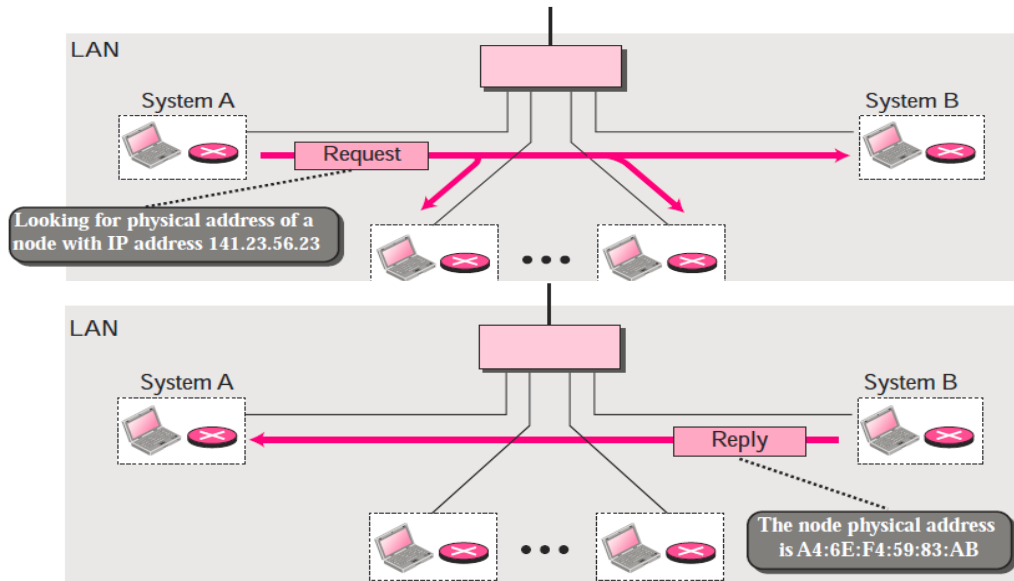 LAN
System A
System B
Request
Looking for physical address of a
node with IP address 141.23.56.23
LAN
System A
System B
Reply
The node physical address
is A4:6E:F4:59:83:AB